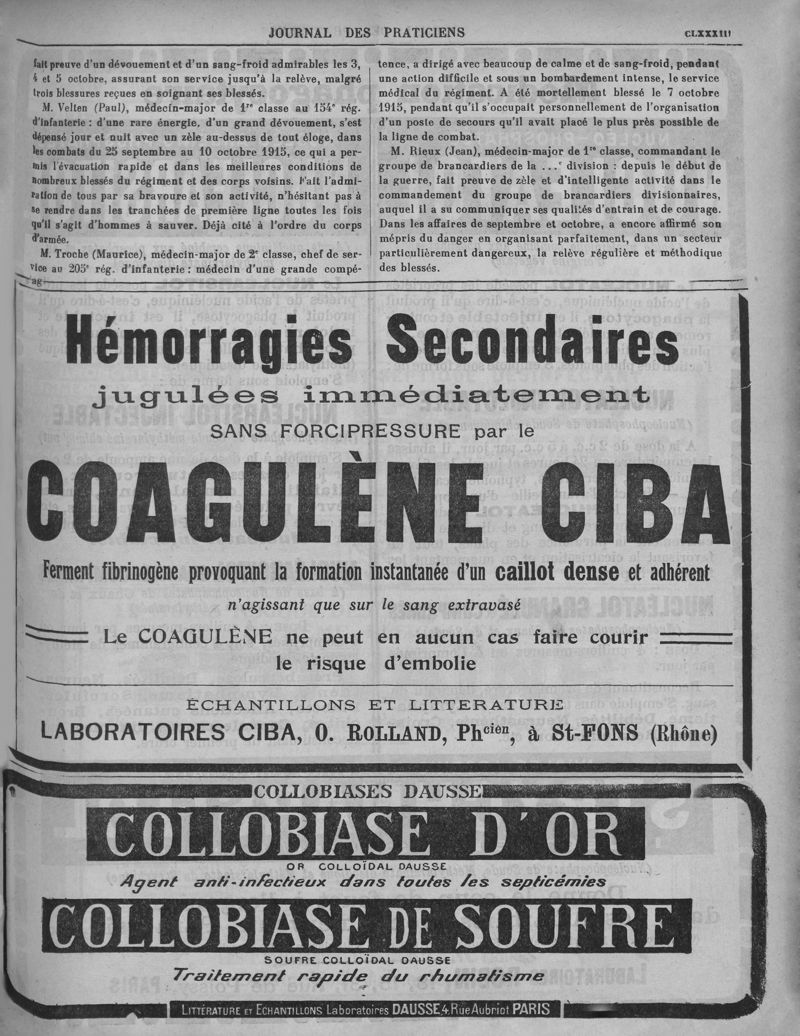 JOURNAL DES PRATICIENS
CLXXXIII
fait preuve d'un dévouement et d'un sang-froid admirables les 3,
4 et 5 octobre, assurant son service jusqu'à la relève, malgré
trois blessures reçues en soignant ses blessés.
M. Velten (Paul), médecin-major de 1re classe au 154e rég.
d'infanterie : d'une rare énergie, d'un grand dévouement, s'est
dépensé jour et nuit avec un zèle au-dessus de tout éloge, dans
les combats du 25 septembre au 10 octobre 1915, ce qui a per-
mis l'évacuation rapide et dans les meilleures conditions de
nombreux blessés du régiment et des corps voisins. Fait l'admi-
ration de tous par sa bravoure et son activité, n'hésitant pas à
se rendre dans les tranchées de première ligne toutes les fois
qu'il s'agit d'hommes à sauver. Déjà cité à l'ordre du corps
d'armée.
M. Troche (Maurice), médecin-major de 2e classe, chef de ser-
vice au 205e rég. d'infanterie : médecin d'une grande compé-
tence, a dirigé avec beaucoup de calme et de sang-froid, pendant
une action difficile et sous un bombardement intense, le service
médical du régiment. A été mortellement blessé le 7 octobre
1915, pendant qu'il s'occupait personnellement de l'organisation
d'un poste de secours qu'il avait placé le plus près possible de
la ligne de combat.
M. Rieux (Jean), médecin-major de 1re classe, commandant le
groupe de brancardiers de la ...e division : depuis le début de
la guerre, fait preuve de zèle et d'intelligente activité dans le
commandement du groupe de brancardiers divisionnaires,
auquel il a su communiquer ses qualités d'entrain et de courage.
Dans les affaires de septembre et octobre, a encore affirmé son
mépris du danger en organisant parfaitement, dans un secteur
particulièrement dangereux, la relève régulière et méthodique
des blessés.
Hémorragies Secondaires
jugulées immédiatement
SANS FORCIPRESSURE par le
COAGULÈNE CIBA
Ferment fibrinogène provoquant la formation instantanée d'un caillot dense et adhérent
n'agissant que sur le sang extravasé
Le COAGULÈNE ne peut en aucun cas faire courir
le risque d'embolie
ÉCHANTILLONS ET LITTERATURE
LABORATOIRES CIBA, O. ROLLAND, Phcien, à St-FONS (Rhône)
COLLOBIASES DAUSSE
COLLOBIASE D'OR
OR COLLOÏDAL DAUSSE
Agent anti-infectieux dans toutes les septicémies
COLLOBIASE DE SOUFRE
SOUFRE COLLOÏDAL DAUSSE
Traitement rapide du rhumatisme
LITTÉRATURE ET ECHANTILLONS Laboratoires DAUSSE, 4, Rue Aubriot PARIS